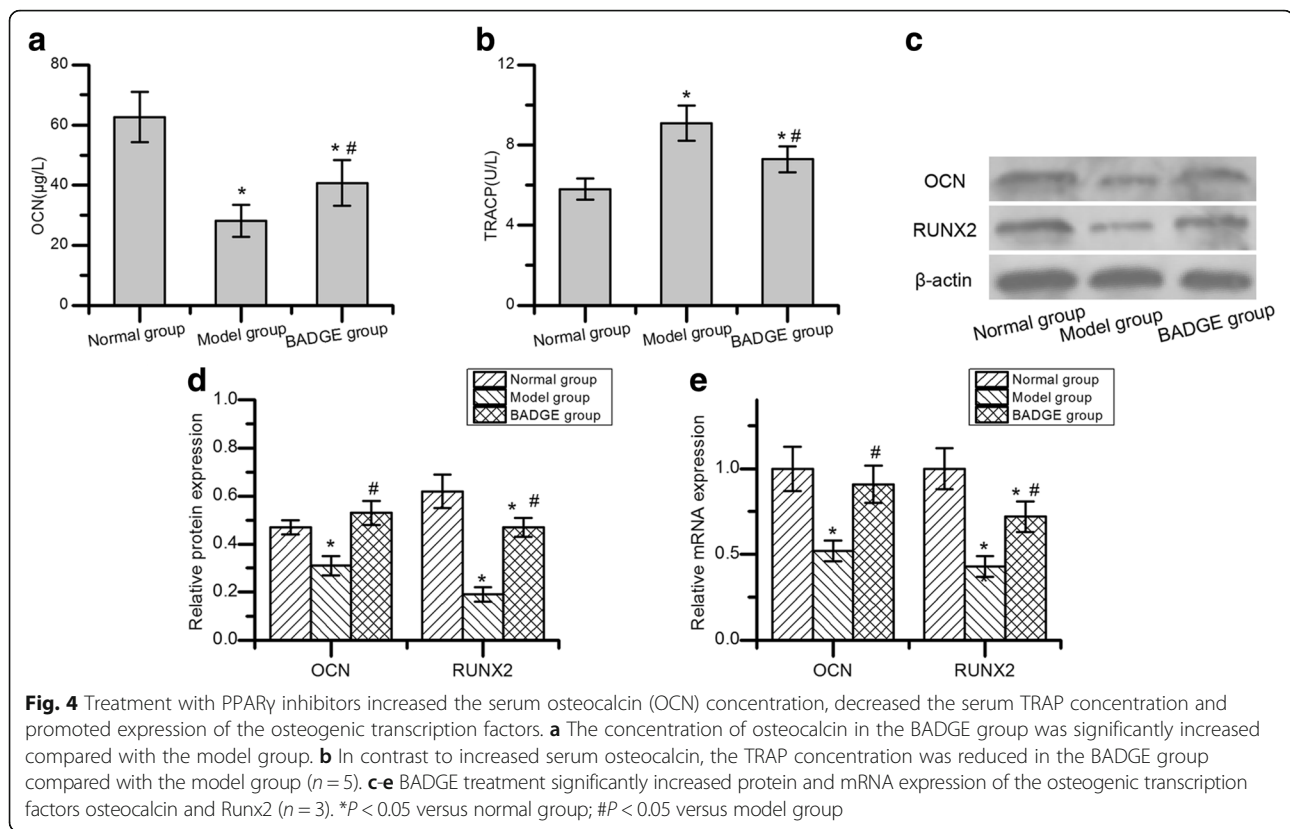 a
80
60
40
20
0
OCN(µg/L)
*
* #
Normal group
Model group
BADGE group
b
12
9
6
3
0
TRACP(U/L)
*
* #
Normal group
Model group
BADGE group
c
OCN
RUNX2
β-actin
Normal group
Model group
BADGE group
d
Normal group
Model group
BADGE group
1.0
0.8
0.6
0.4
0.2
0.0
Relative protein expression
*
#
*
* #
OCN
RUNX2
e
Normal group
Model group
BADGE group
1.0
0.5
0.0
Relative mRNA expression
*
#
*
* #
OCN
RUNX2
Fig. 4 Treatment with PPARγ inhibitors increased the serum osteocalcin (OCN) concentration, decreased the serum TRAP concentration and
promoted expression of the osteogenic transcription factors. a The concentration of osteocalcin in the BADGE group was significantly increased
compared with the model group. b In contrast to increased serum osteocalcin, the TRAP concentration was reduced in the BADGE group
compared with the model group (n = 5). c-e BADGE treatment significantly increased protein and mRNA expression of the osteogenic transcription
factors osteocalcin and Runx2 (n = 3). *P < 0.05 versus normal group; #P < 0.05 versus model group